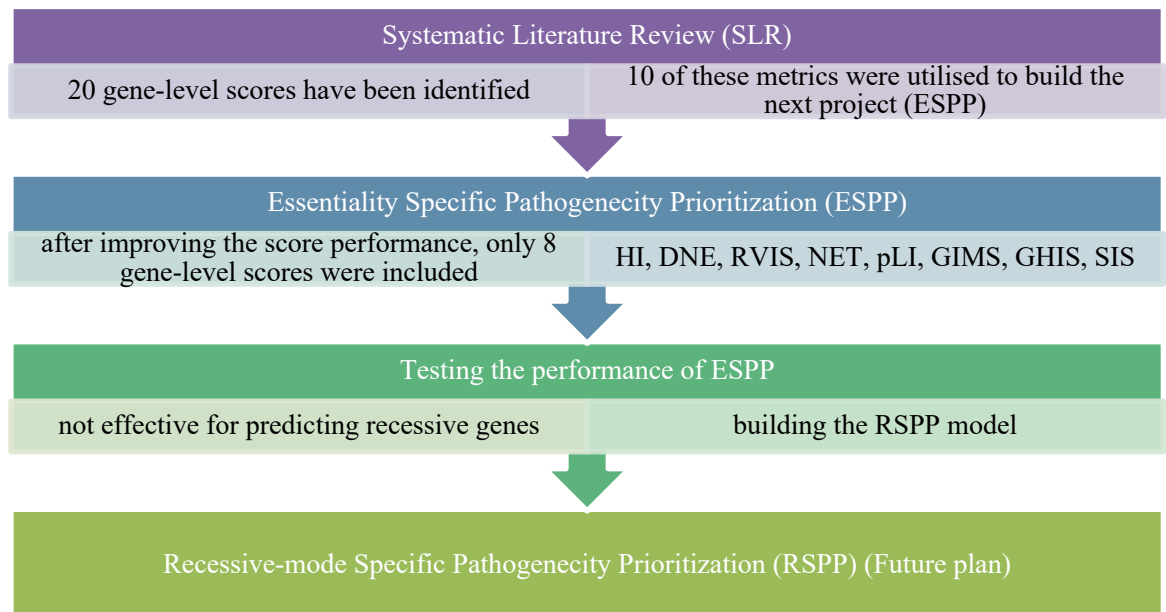 Systematic Literature Review (SLR)
20 gene-level scores have been identified
10 of these metrics were utilised to build the
next project (ESPP)
Essentiality Specific Pathogenecity Prioritization (ESPP)
after improving the score performance, only 8
gene-level scores were included
HI, DNE, RVIS, NET, pLI, GIMS, GHIS, SIS
Testing the performance of ESPP
not effective for predicting recessive genes
building the RSPP model
Recessive-mode Specific Pathogenecity Prioritization (RSPP) (Future plan)